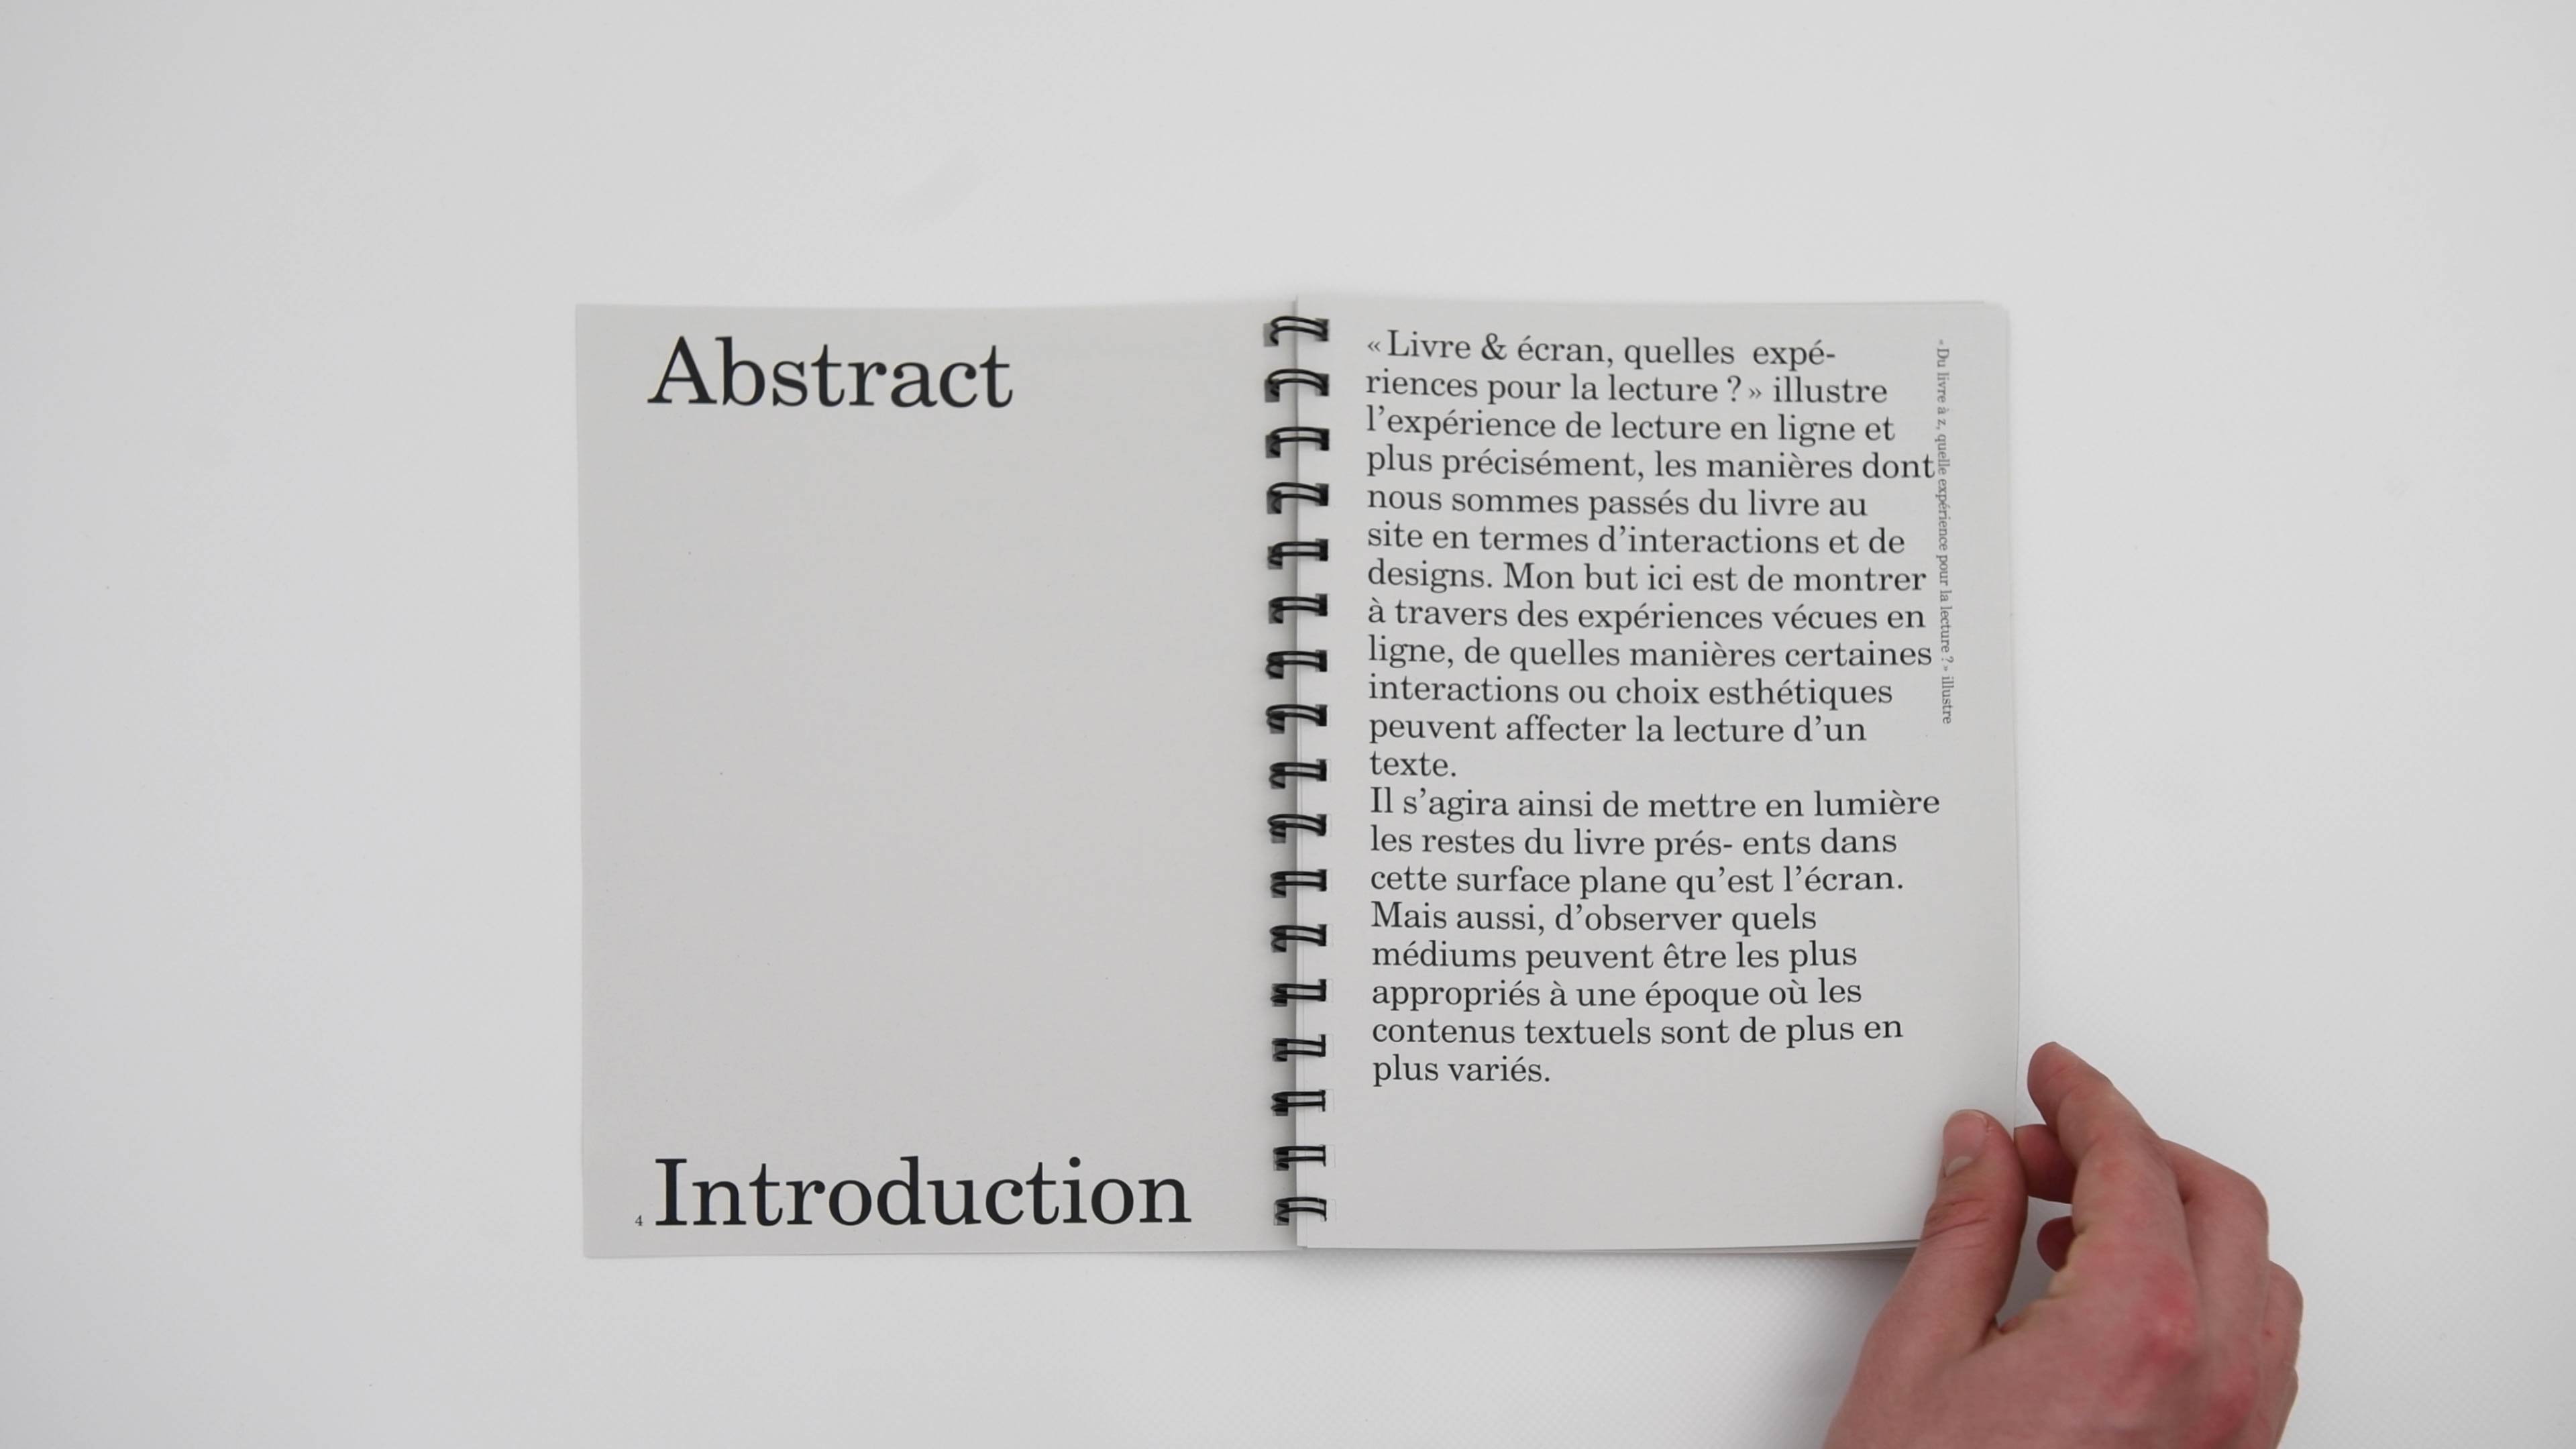 Abstract
4 Introduction
« Livre & écran, quelles expé-
riences pour la lecture ? » illustre
l’expérience de lecture en ligne et
plus précisément, les manières dont
nous sommes passés du livre au
site en termes d’interactions et de
designs. Mon but ici est de montrer
à travers des expériences vécues en
ligne, de quelles manières certaines
interactions ou choix esthétiques
peuvent affecter la lecture d’un
texte.
Il s’agira ainsi de mettre en lumière
les restes du livre prés- ents dans
cette surface plane qu’est l’écran.
Mais aussi, d’observer quels
médiums peuvent être les plus
appropriés à une époque où les
contenus textuels sont de plus en
plus variés.
« Du livre à z, quelle expérience pour la lecture ? » illustre